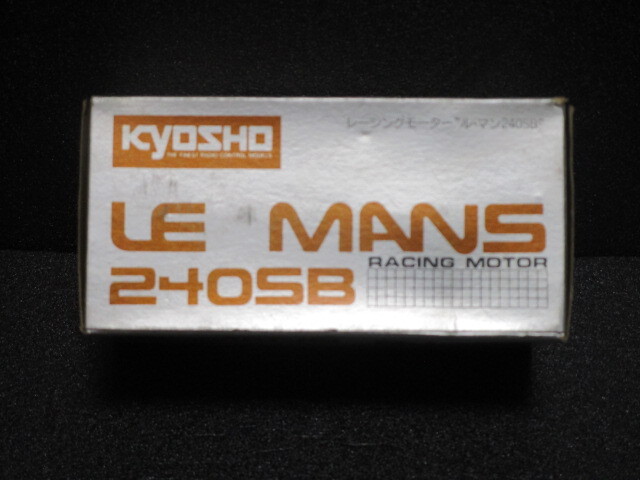 KYOSHO
THE FINEST RADIO CONTROL MODELS
レーシングモーター "ル・マン240SB"
LE MANS
RACING MOTOR
240SB